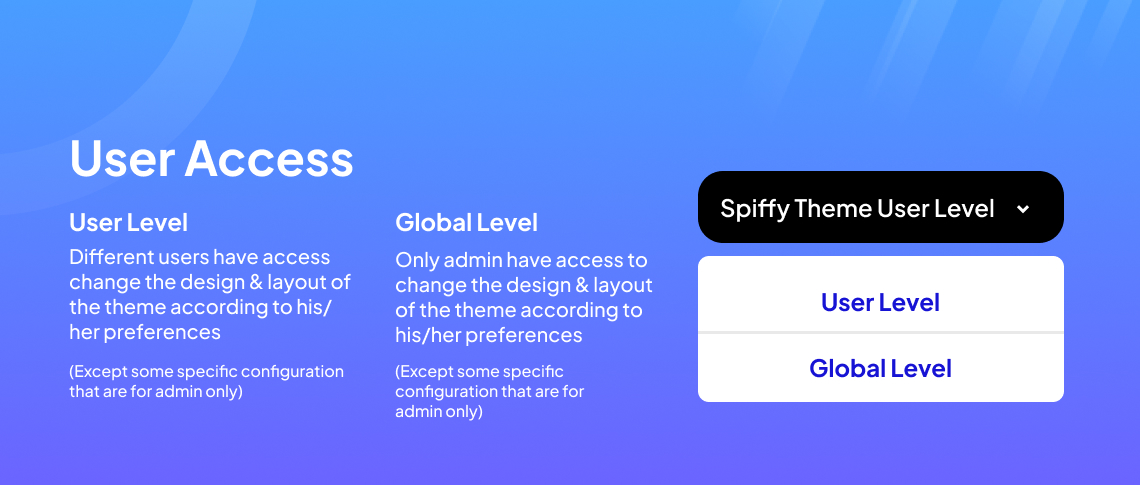 User Access
User Level
Different users have access
change the design & layout of
the theme according to his/
her preferences
(Except some specific configuration
that are for admin only)
Global Level
Only admin have access to
change the design & layout
of the theme according to
his/her preferences
(Except some specific
configuration that are for
admin only)
Spiffy Theme User Level
User Level
Global Level